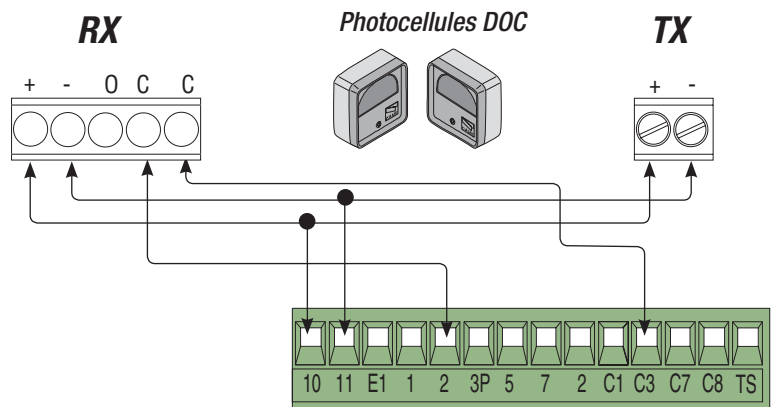 RX
Photocellules DOC
TX
+ - O C C
+ -
10 11 E1 1 2 3P 5 7 2 C1 C3 C7 C8 TS